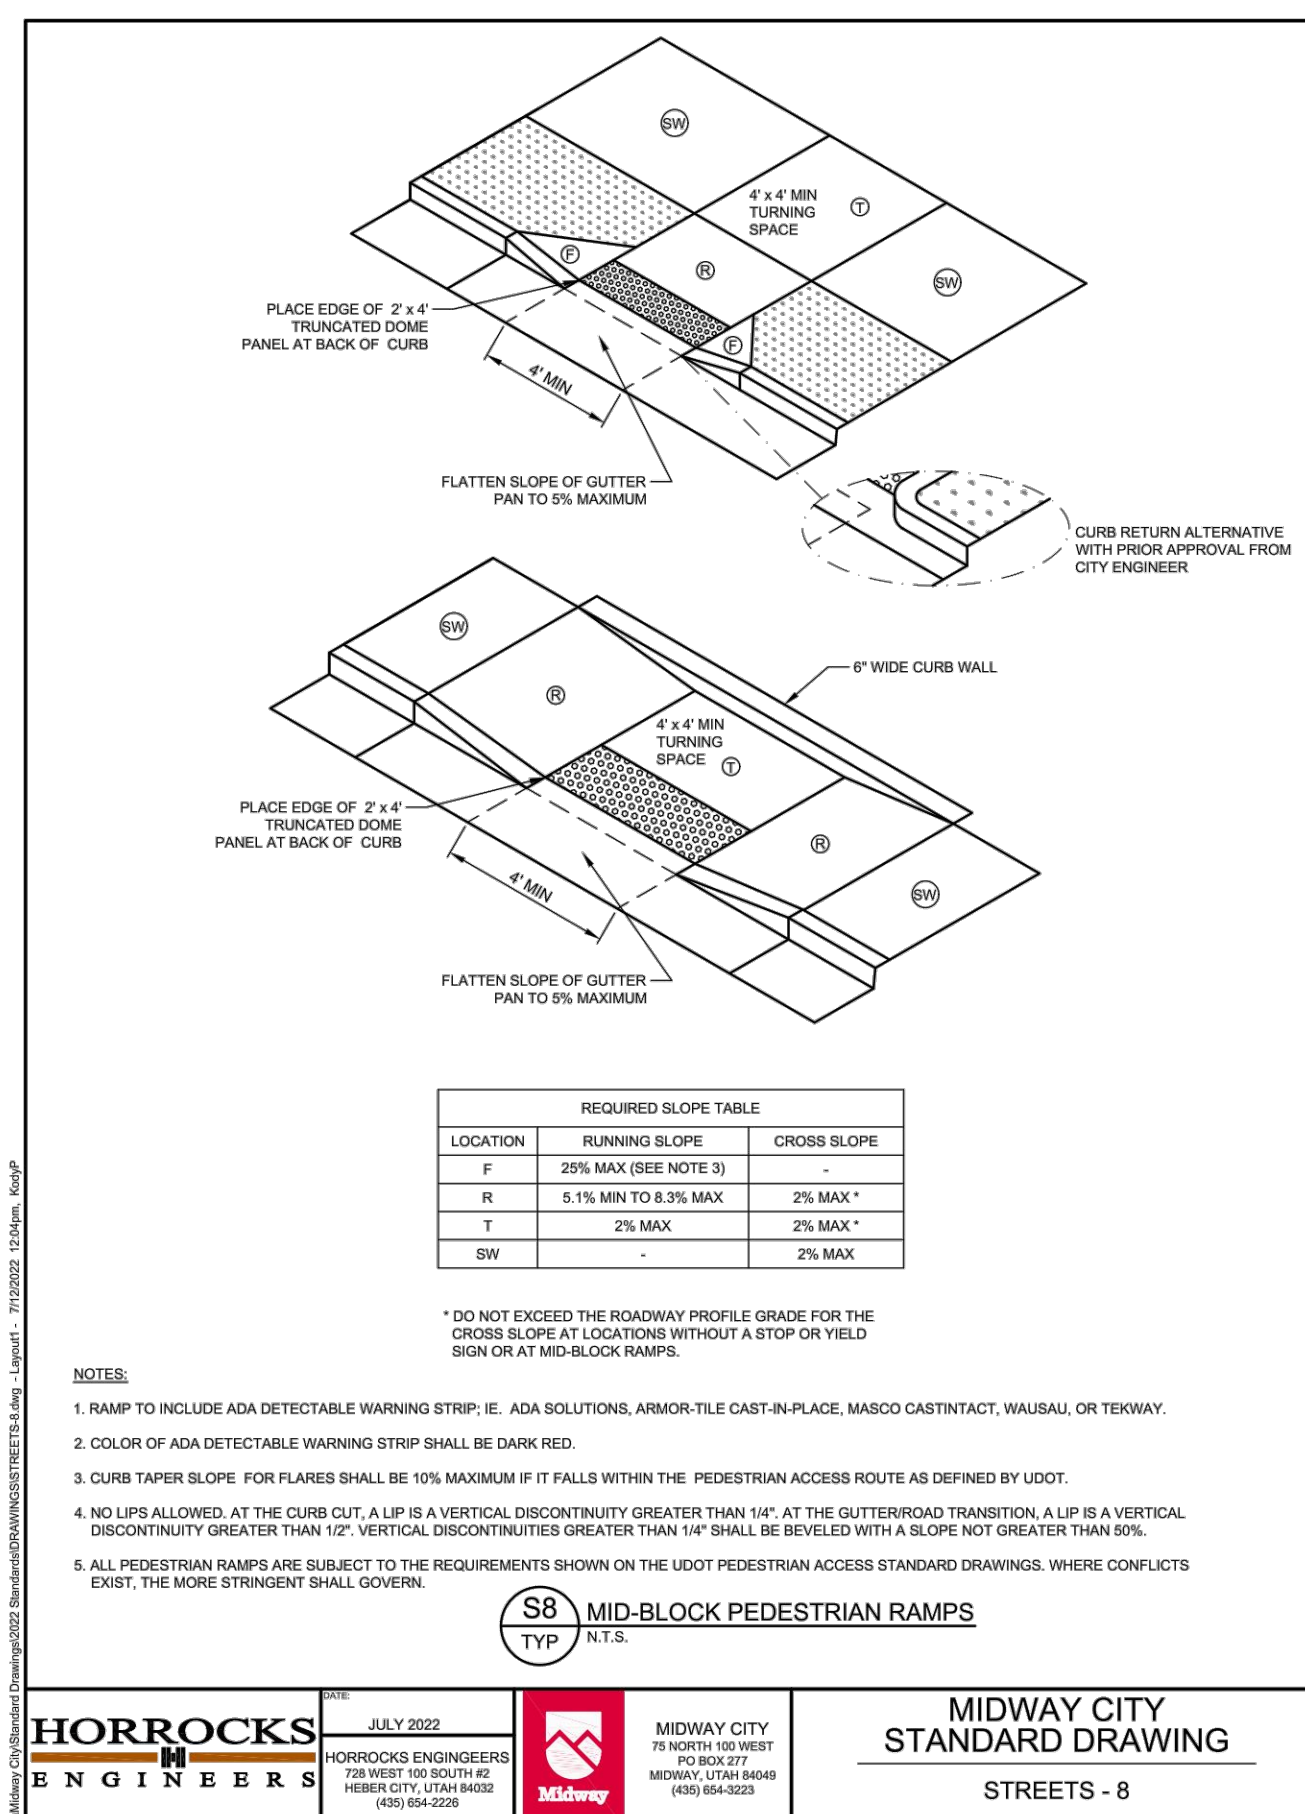 SW
4' x 4' MIN
TURNING
SPACE
T
F
R
SW
PLACE EDGE OF 2' x 4'
TRUNCATED DOME
PANEL AT BACK OF CURB
F
4' MIN
FLATTEN SLOPE OF GUTTER
PAN TO 5% MAXIMUM
CURB RETURN ALTERNATIVE
WITH PRIOR APPROVAL FROM
CITY ENGINEER
SW
6" WIDE CURB WALL
R
4' x 4' MIN
TURNING
SPACE
T
PLACE EDGE OF 2' x 4'
TRUNCATED DOME
PANEL AT BACK OF CURB
R
4' MIN
SW
FLATTEN SLOPE OF GUTTER
PAN TO 5% MAXIMUM
REQUIRED SLOPE TABLE
LOCATION RUNNING SLOPE CROSS SLOPE
F 25% MAX (SEE NOTE 3) -
R 5.1% MIN TO 8.3% MAX 2% MAX *
T 2% MAX 2% MAX *
SW - 2% MAX
* DO NOT EXCEED THE ROADWAY PROFILE GRADE FOR THE
CROSS SLOPE AT LOCATIONS WITHOUT A STOP OR YIELD
SIGN OR AT MID-BLOCK RAMPS.
NOTES:
1. RAMP TO INCLUDE ADA DETECTABLE WARNING STRIP; IE. ADA SOLUTIONS, ARMOR-TILE CAST-IN-PLACE, MASCO CASTINTACT, WAUSAU, OR TEKWAY.
2. COLOR OF ADA DETECTABLE WARNING STRIP SHALL BE DARK RED.
3. CURB TAPER SLOPE FOR FLARES SHALL BE 10% MAXIMUM IF IT FALLS WITHIN THE PEDESTRIAN ACCESS ROUTE AS DEFINED BY UDOT.
4. NO LIPS ALLOWED. AT THE CURB CUT, A LIP IS A VERTICAL DISCONTINUITY GREATER THAN 1/4". AT THE GUTTER/ROAD TRANSITION, A LIP IS A VERTICAL
DISCONTINUITY GREATER THAN 1/2". VERTICAL DISCONTINUITIES GREATER THAN 1/4" SHALL BE BEVELED WITH A SLOPE NOT GREATER THAN 50%.
5. ALL PEDESTRIAN RAMPS ARE SUBJECT TO THE REQUIREMENTS SHOWN ON THE UDOT PEDESTRIAN ACCESS STANDARD DRAWINGS. WHERE CONFLICTS
EXIST, THE MORE STRINGENT SHALL GOVERN.
S8
TYP
MID-BLOCK PEDESTRIAN RAMPS
N.T.S.
Midway City\Standard Drawings\2022 Standards\DRAWINGS\STREETS-8.dwg - Layout1 - 7/12/2022 12:04pm, KodyP
HORROCKS
ENGINEERS
DATE:
JULY 2022
HORROCKS ENGINGEERS
728 WEST 100 SOUTH #2
HEBER CITY, UTAH 84032
(435) 654-2226
Midway
MIDWAY CITY
75 NORTH 100 WEST
PO BOX 277
MIDWAY, UTAH 84049
(435) 654-3223
MIDWAY CITY
STANDARD DRAWING
STREETS - 8